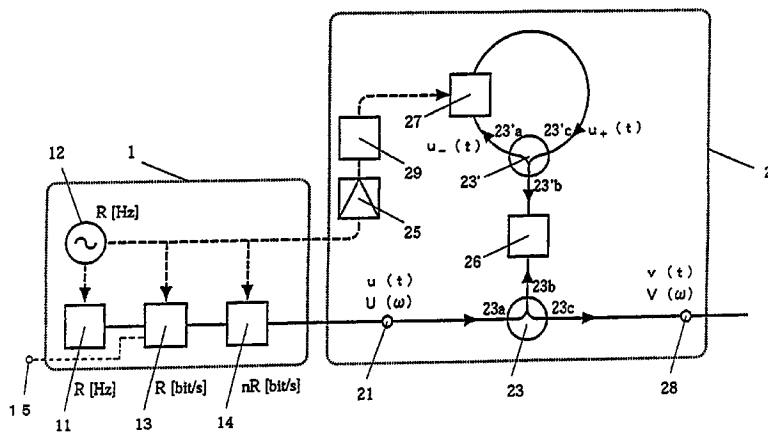 27
23'a
23'c
u₊ (t)
u₋ (t)
29
23'
23'b
2
1
12
R [Hz]
25
26
u (t)
U (ω)
23b
v (t)
V (ω)
23a
23c
15
R [Hz]
R [bit/s]
nR [bit/s]
11
13
14
21
23
28